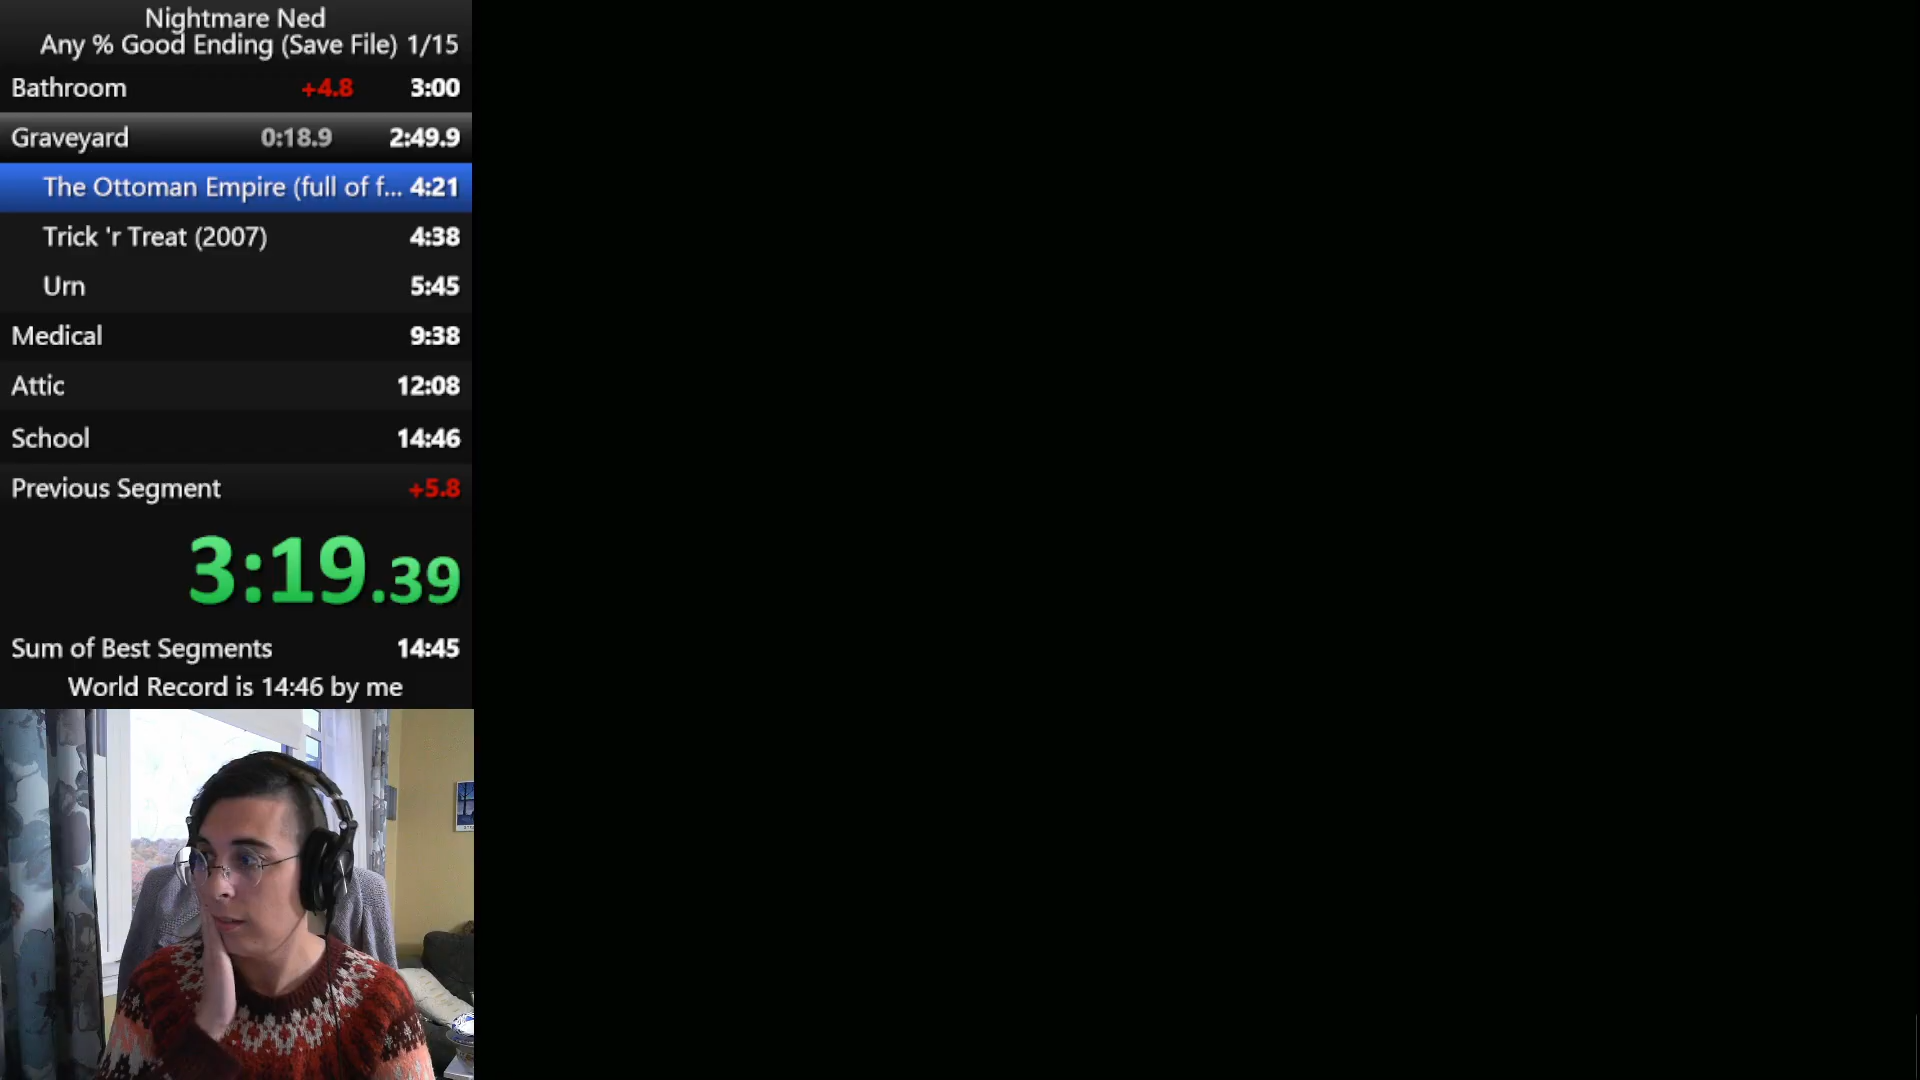 Nightmare Ned
Any % Good Ending (Save File) 1/15
Bathroom +4.8 3:00
Graveyard 0:18.9 2:49.9
The Ottoman Empire (full of f... 4:21
Trick 'r Treat (2007) 4:38
Urn 5:45
Medical 9:38
Attic 12:08
School 14:46
Previous Segment +5.8
3:19.39
Sum of Best Segments 14:45
World Record is 14:46 by me